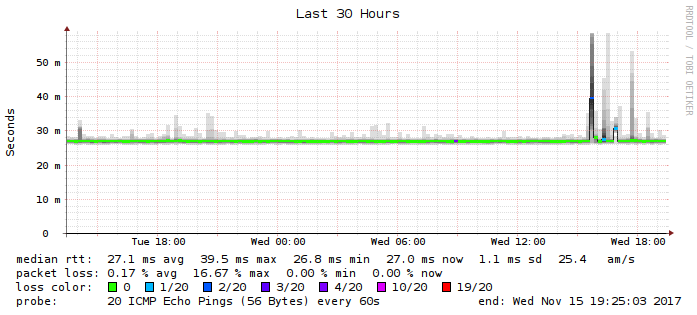 Last 30 Hours
RRDTOOL / TOBI OETIKER
Seconds
50 m
40 m
30 m
20 m
10 m
0
Tue 18:00 Wed 00:00 Wed 06:00 Wed 12:00 Wed 18:00
median rtt: 27.1 ms avg 39.5 ms max 26.8 ms min 27.0 ms now 1.1 ms sd 25.4 am/s
packet loss: 0.17 % avg 16.67 % max 0.00 % min 0.00 % now
loss color: 0 1/20 2/20 3/20 4/20 10/20 19/20
probe: 20 ICMP Echo Pings (56 Bytes) every 60s end: Wed Nov 15 19:25:03 2017